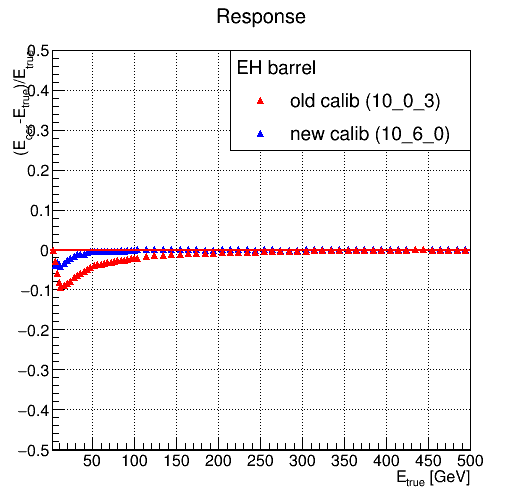 Response
(E_cor-E_true)/E_true
0.5
0.4
0.3
0.2
0.1
0
−0.1
−0.2
−0.3
−0.4
−0.5
EH barrel
old calib (10_0_3)
new calib (10_6_0)
50 100 150 200 250 300 350 400 450 500
E_true [GeV]